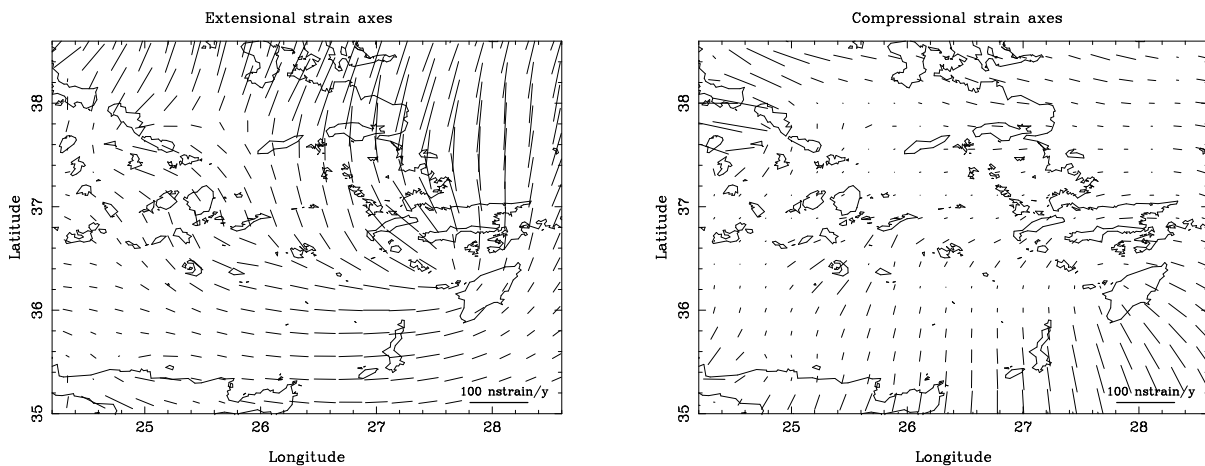 Extensional strain axes
Latitude
38
37
36
35
100 nstrain/y
25 26 27 28
Longitude
Compressional strain axes
Latitude
38
37
36
35
100 nstrain/y
25 26 27 28
Longitude